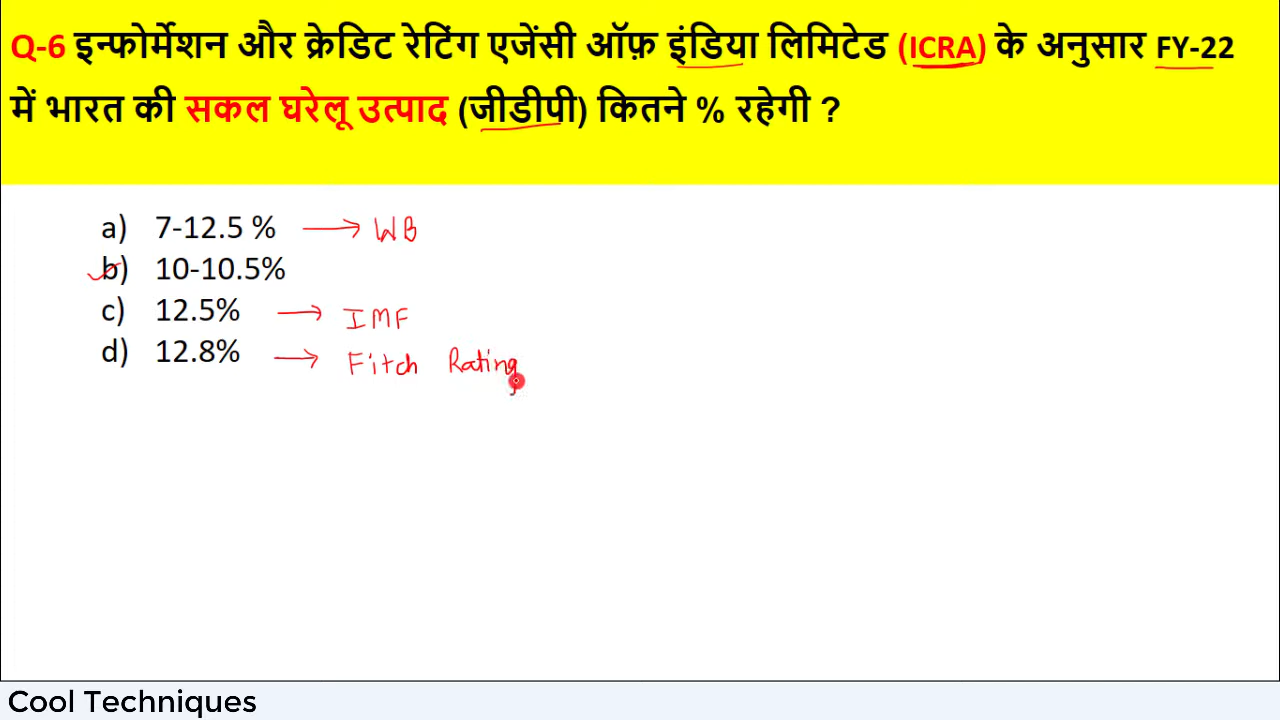 Q-6 इन्फोर्मेशन और क्रेडिट रेटिंग एजेंसी ऑफ़ इंडिया लिमिटेड (ICRA) के अनुसार FY-22
में भारत की सकल घरेलू उत्पाद (जीडीपी) कितने % रहेगी ?
a) 7-12.5 % → WB
b) 10-10.5%
c) 12.5% → IMF
d) 12.8% → Fitch Rating
Cool Techniques